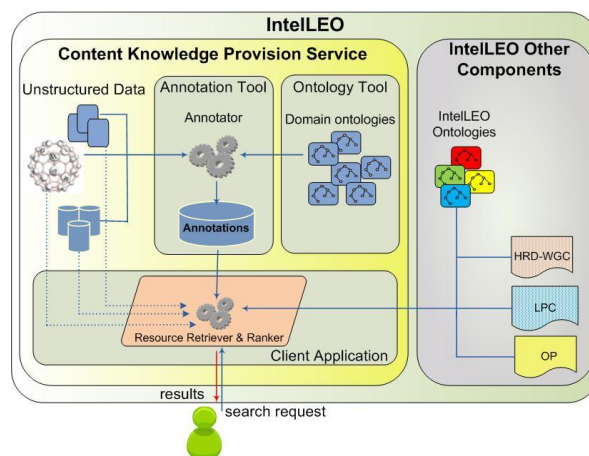 IntelLEO
Content Knowledge Provision Service
Unstructured Data
Annotation Tool
Annotator
Annotations
Ontology Tool
Domain ontologies
Resource Retriever & Ranker
Client Application
IntelLEO Other
Components
IntelLEO
Ontologies
HRD-WGC
LPC
OP
results
search request